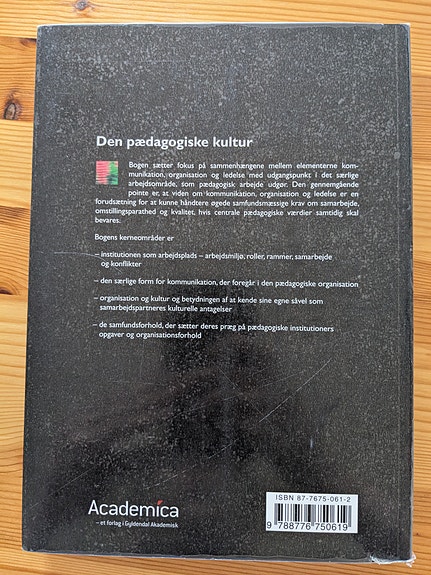 Den pædagogiske kultur
Bogen sætter fokus på sammenhængene mellem elementerne kom-
munikation, organisation og ledelse med udgangspunkt i det særlige
arbejdsområde, som pædagogisk arbejde udgør. Den gennemgående
pointe er, at viden om kommunikation, organisation og ledelse er en
forudsætning for at kunne håndtere øgede samfundsmæssige krav om samarbejde,
omstillingsparathed og kvalitet, hvis centrale pædagogiske værdier samtidig skal
bevares.
Bogens kerneområder er
– institutionen som arbejdsplads – arbejdsmiljø, roller, rammer, samarbejde
og konflikter
– den særlige form for kommunikation, der foregår i den pædagogiske organisation
– organisation og kultur og betydningen af at kende sine egne såvel som
samarbejdspartneres kulturelle antagelser
– de samfundsforhold, der sætter deres præg på pædagogiske institutioners
opgaver og organisationsforhold
Academica
– et forlag i Gyldendal Akademisk
ISBN 87-7675-061-2
9 788776 750619